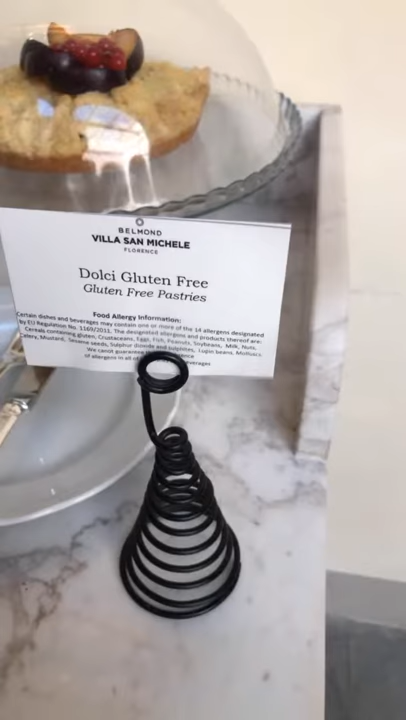 BELMOND
VILLA SAN MICHELE
FLORENCE
Dolci Gluten Free
Gluten Free Pastries
Food Allergy Information:
Certain dishes and beverages may contain one or more of the 14 allergens designated
by EU Regulation No. 1169/2011. The designated allergens and products thereof are:
Cereals containing gluten, Crustaceans, Eggs, Fish, Peanuts, Soybeans, Milk, Nuts,
Celery, Mustard, Sesame seeds, Sulphur dioxide and sulphites, Lupin beans, Molluscs.
We cannot guarantee
of allergens in all of beverages